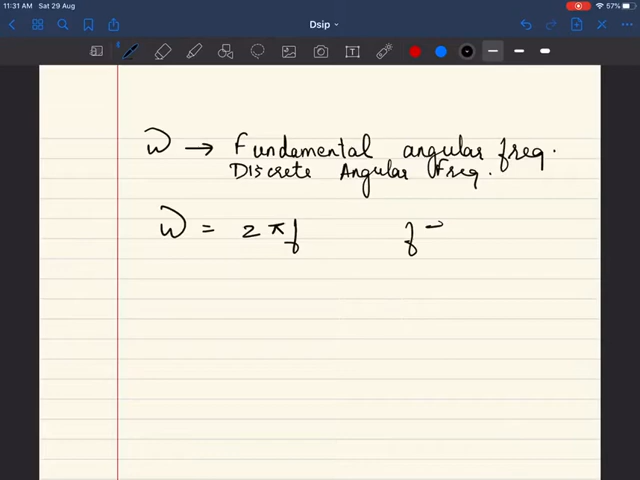 11:31 AM Sat 29 Aug 57%
Dsip
W → Fundamental angular freq.
Discrete Angular Freq.
W = 2πf f -